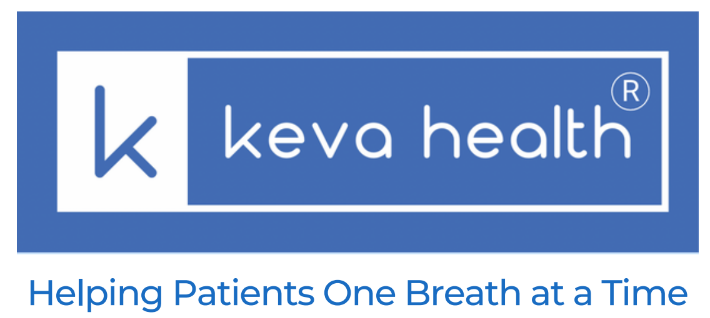 k keva health®
Helping Patients One Breath at a Time